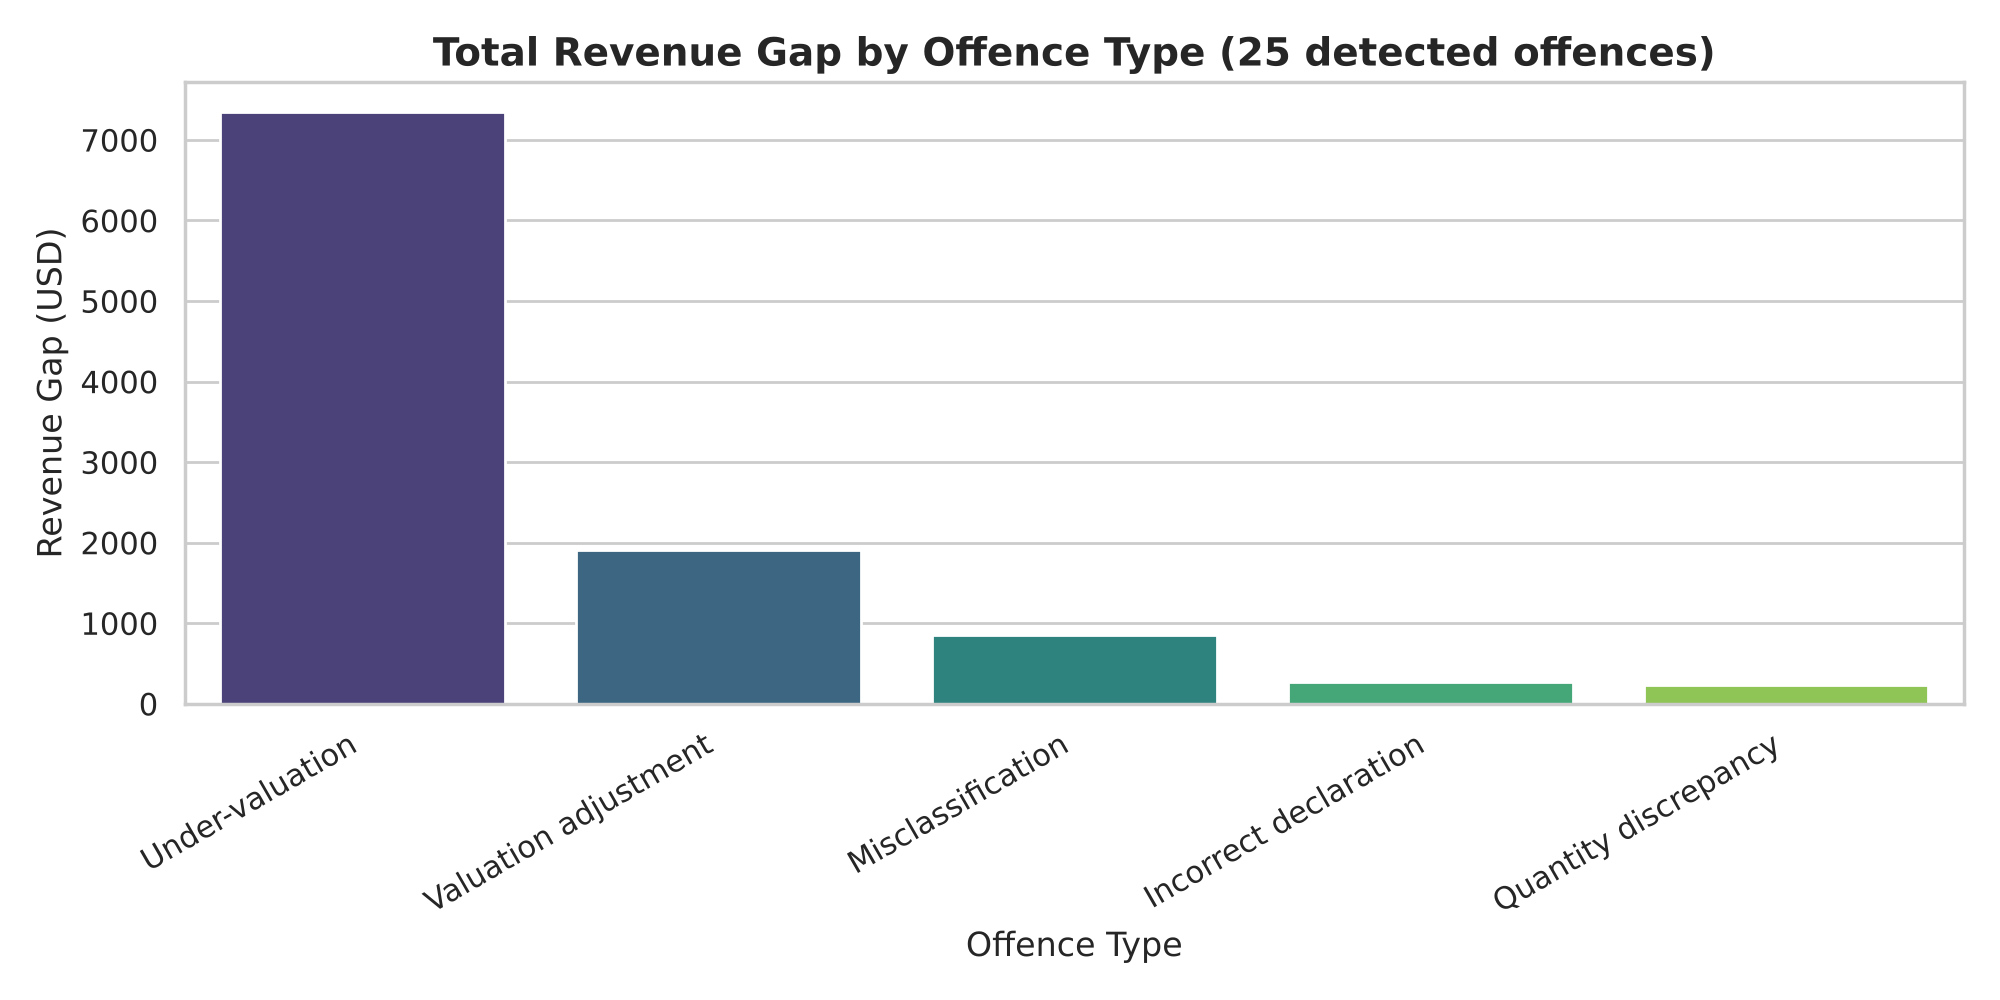 Total Revenue Gap by Offence Type (25 detected offences)
Revenue Gap (USD)
7000
6000
5000
4000
3000
2000
1000
0
Under-valuation
Valuation adjustment
Misclassification
Incorrect declaration
Quantity discrepancy
Offence Type